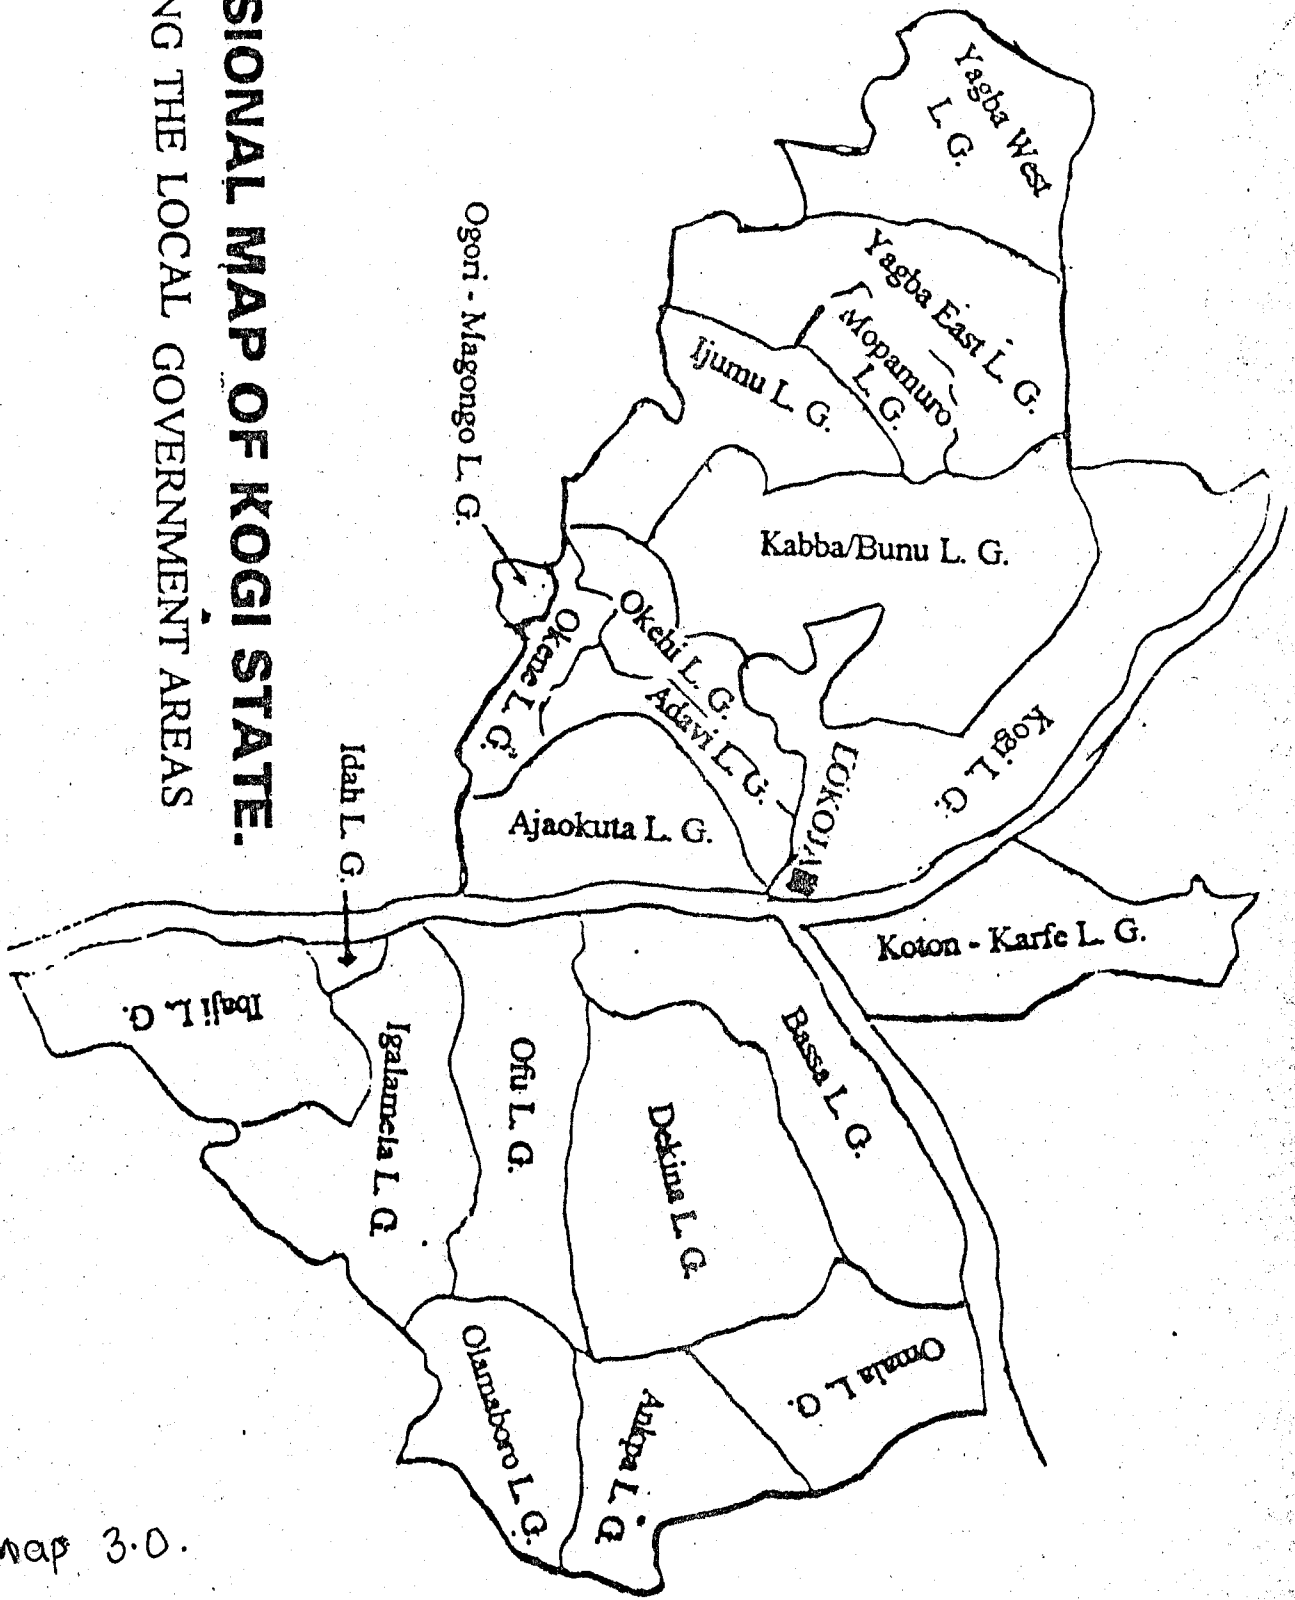 SIONAL MAP OF KOGI STATE.
NG THE LOCAL GOVERNMENT AREAS
Yagba West
L. G.
Yagba East L. G.
Mopamuro
L. G.
Ijumu L. G.
Ogori - Magongo L. G.
Kabba/Bunu L. G.
Okehi L. G.
Okene L. G.
Adavi L. G.
Kogi L. G.
LOKOJA
Ajaokuta L. G.
Idah L. G.
Koton - Karfe L. G.
Ibaji L. G.
Igalamela L. G.
Ofu L. G.
Dekina L. G.
Bassa L. G.
Omala L. G.
Olamaboro L. G.
Ankpa L. G.
map 3.0.